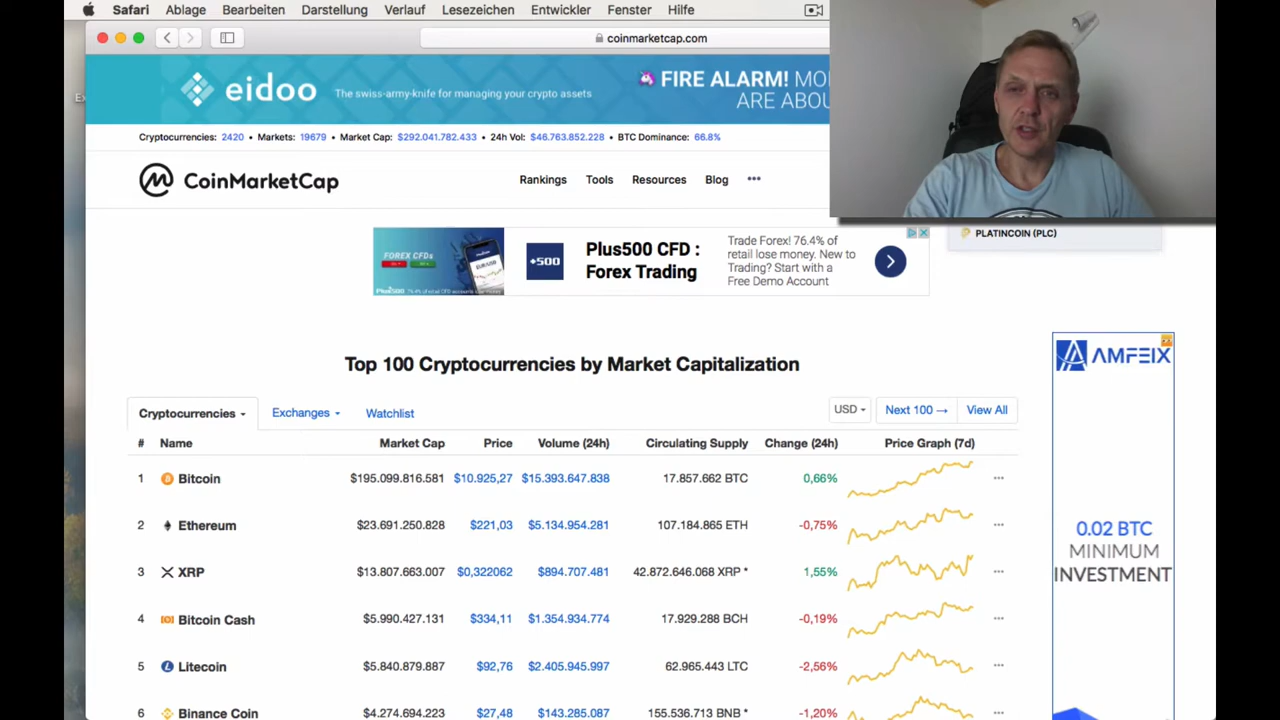 Safari Ablage Bearbeiten Darstellung Verlauf Lesezeichen Entwickler Fenster Hilfe
coinmarketcap.com
eidoo The swiss-army-knife for managing your crypto assets
FIRE ALARM! MO
ARE ABOU
Cryptocurrencies: 2420 • Markets: 19679 • Market Cap: $292.041.782.433 • 24h Vol: $46.763.852.228 • BTC Dominance: 66.8%
CoinMarketCap Rankings Tools Resources Blog •••
PLATINCOIN (PLC)
FOREX CFDs
Plus500
+500
Plus500 CFD :
Forex Trading
Trade Forex! 76.4% of
retail lose money. New to
Trading? Start with a
Free Demo Account
Top 100 Cryptocurrencies by Market Capitalization
AMFEIX
Cryptocurrencies Exchanges Watchlist USD Next 100 → View All
# Name Market Cap Price Volume (24h) Circulating Supply Change (24h) Price Graph (7d)
1 Bitcoin $195.099.816.581 $10.925,27 $15.393.647.838 17.857.662 BTC 0,66%
2 Ethereum $23.691.250.828 $221,03 $5.134.954.281 107.184.865 ETH -0,75%
3 XRP $13.807.663.007 $0,322062 $894.707.481 42.872.646.068 XRP * 1,55%
4 Bitcoin Cash $5.990.427.131 $334,11 $1.354.934.774 17.929.288 BCH -0,19%
5 Litecoin $5.840.879.887 $92,76 $2.405.945.997 62.965.443 LTC -2,56%
6 Binance Coin $4.274.694.223 $27,48 $143.285.087 155.536.713 BNB * -1,20%
0.02 BTC
MINIMUM
INVESTMENT